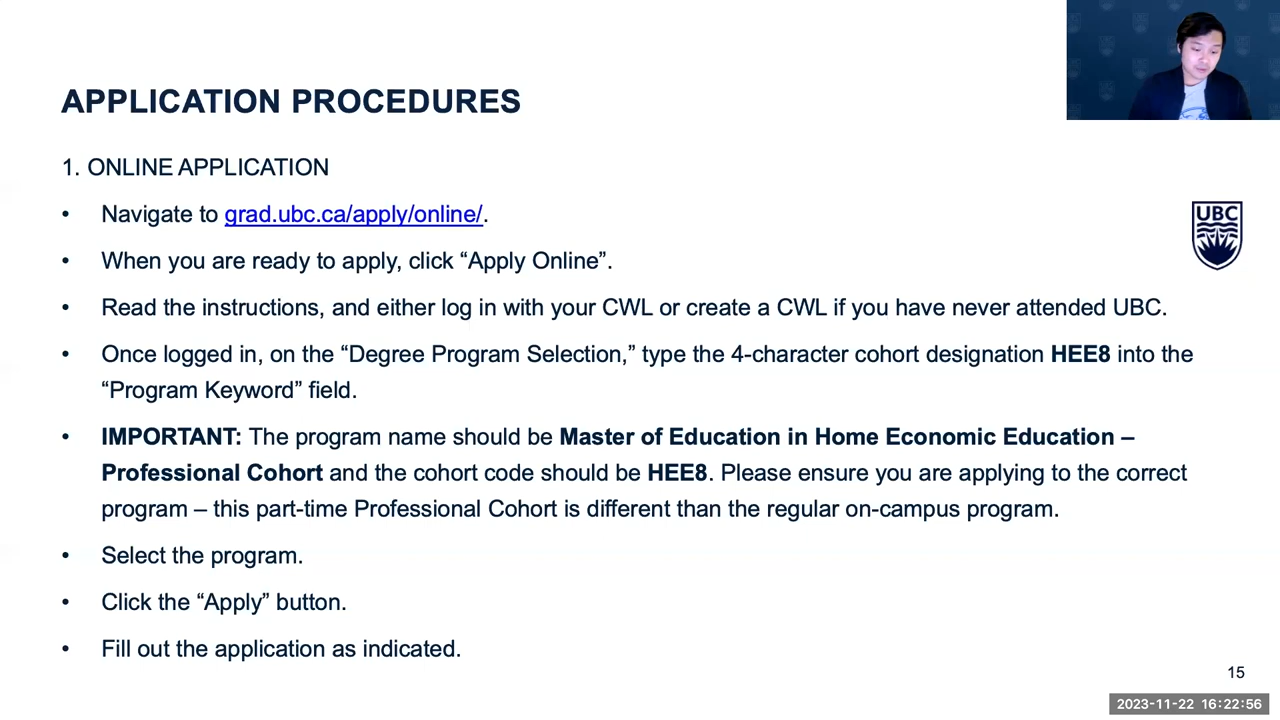 APPLICATION PROCEDURES
1. ONLINE APPLICATION
• Navigate to grad.ubc.ca/apply/online/.
UBC
• When you are ready to apply, click “Apply Online”.
• Read the instructions, and either log in with your CWL or create a CWL if you have never attended UBC.
• Once logged in, on the “Degree Program Selection,” type the 4-character cohort designation HEE8 into the
“Program Keyword” field.
• IMPORTANT: The program name should be Master of Education in Home Economic Education –
Professional Cohort and the cohort code should be HEE8. Please ensure you are applying to the correct
program – this part-time Professional Cohort is different than the regular on-campus program.
• Select the program.
• Click the “Apply” button.
• Fill out the application as indicated.
15
2023-11-22 16:22:56